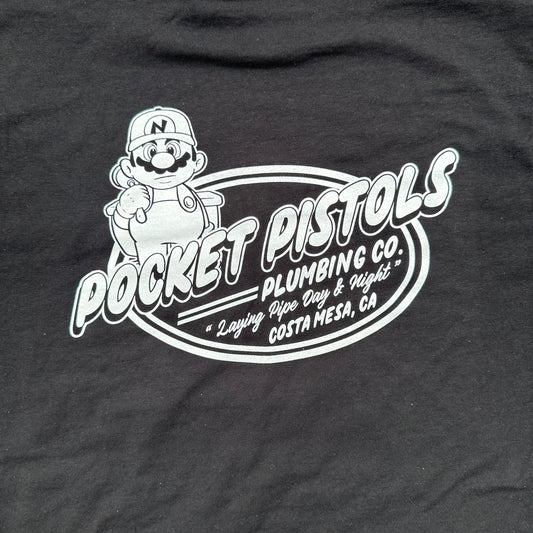 N
POCKET PISTOLS
PLUMBING CO.
"Laying Pipe Day & Night"
COSTA MESA, CA